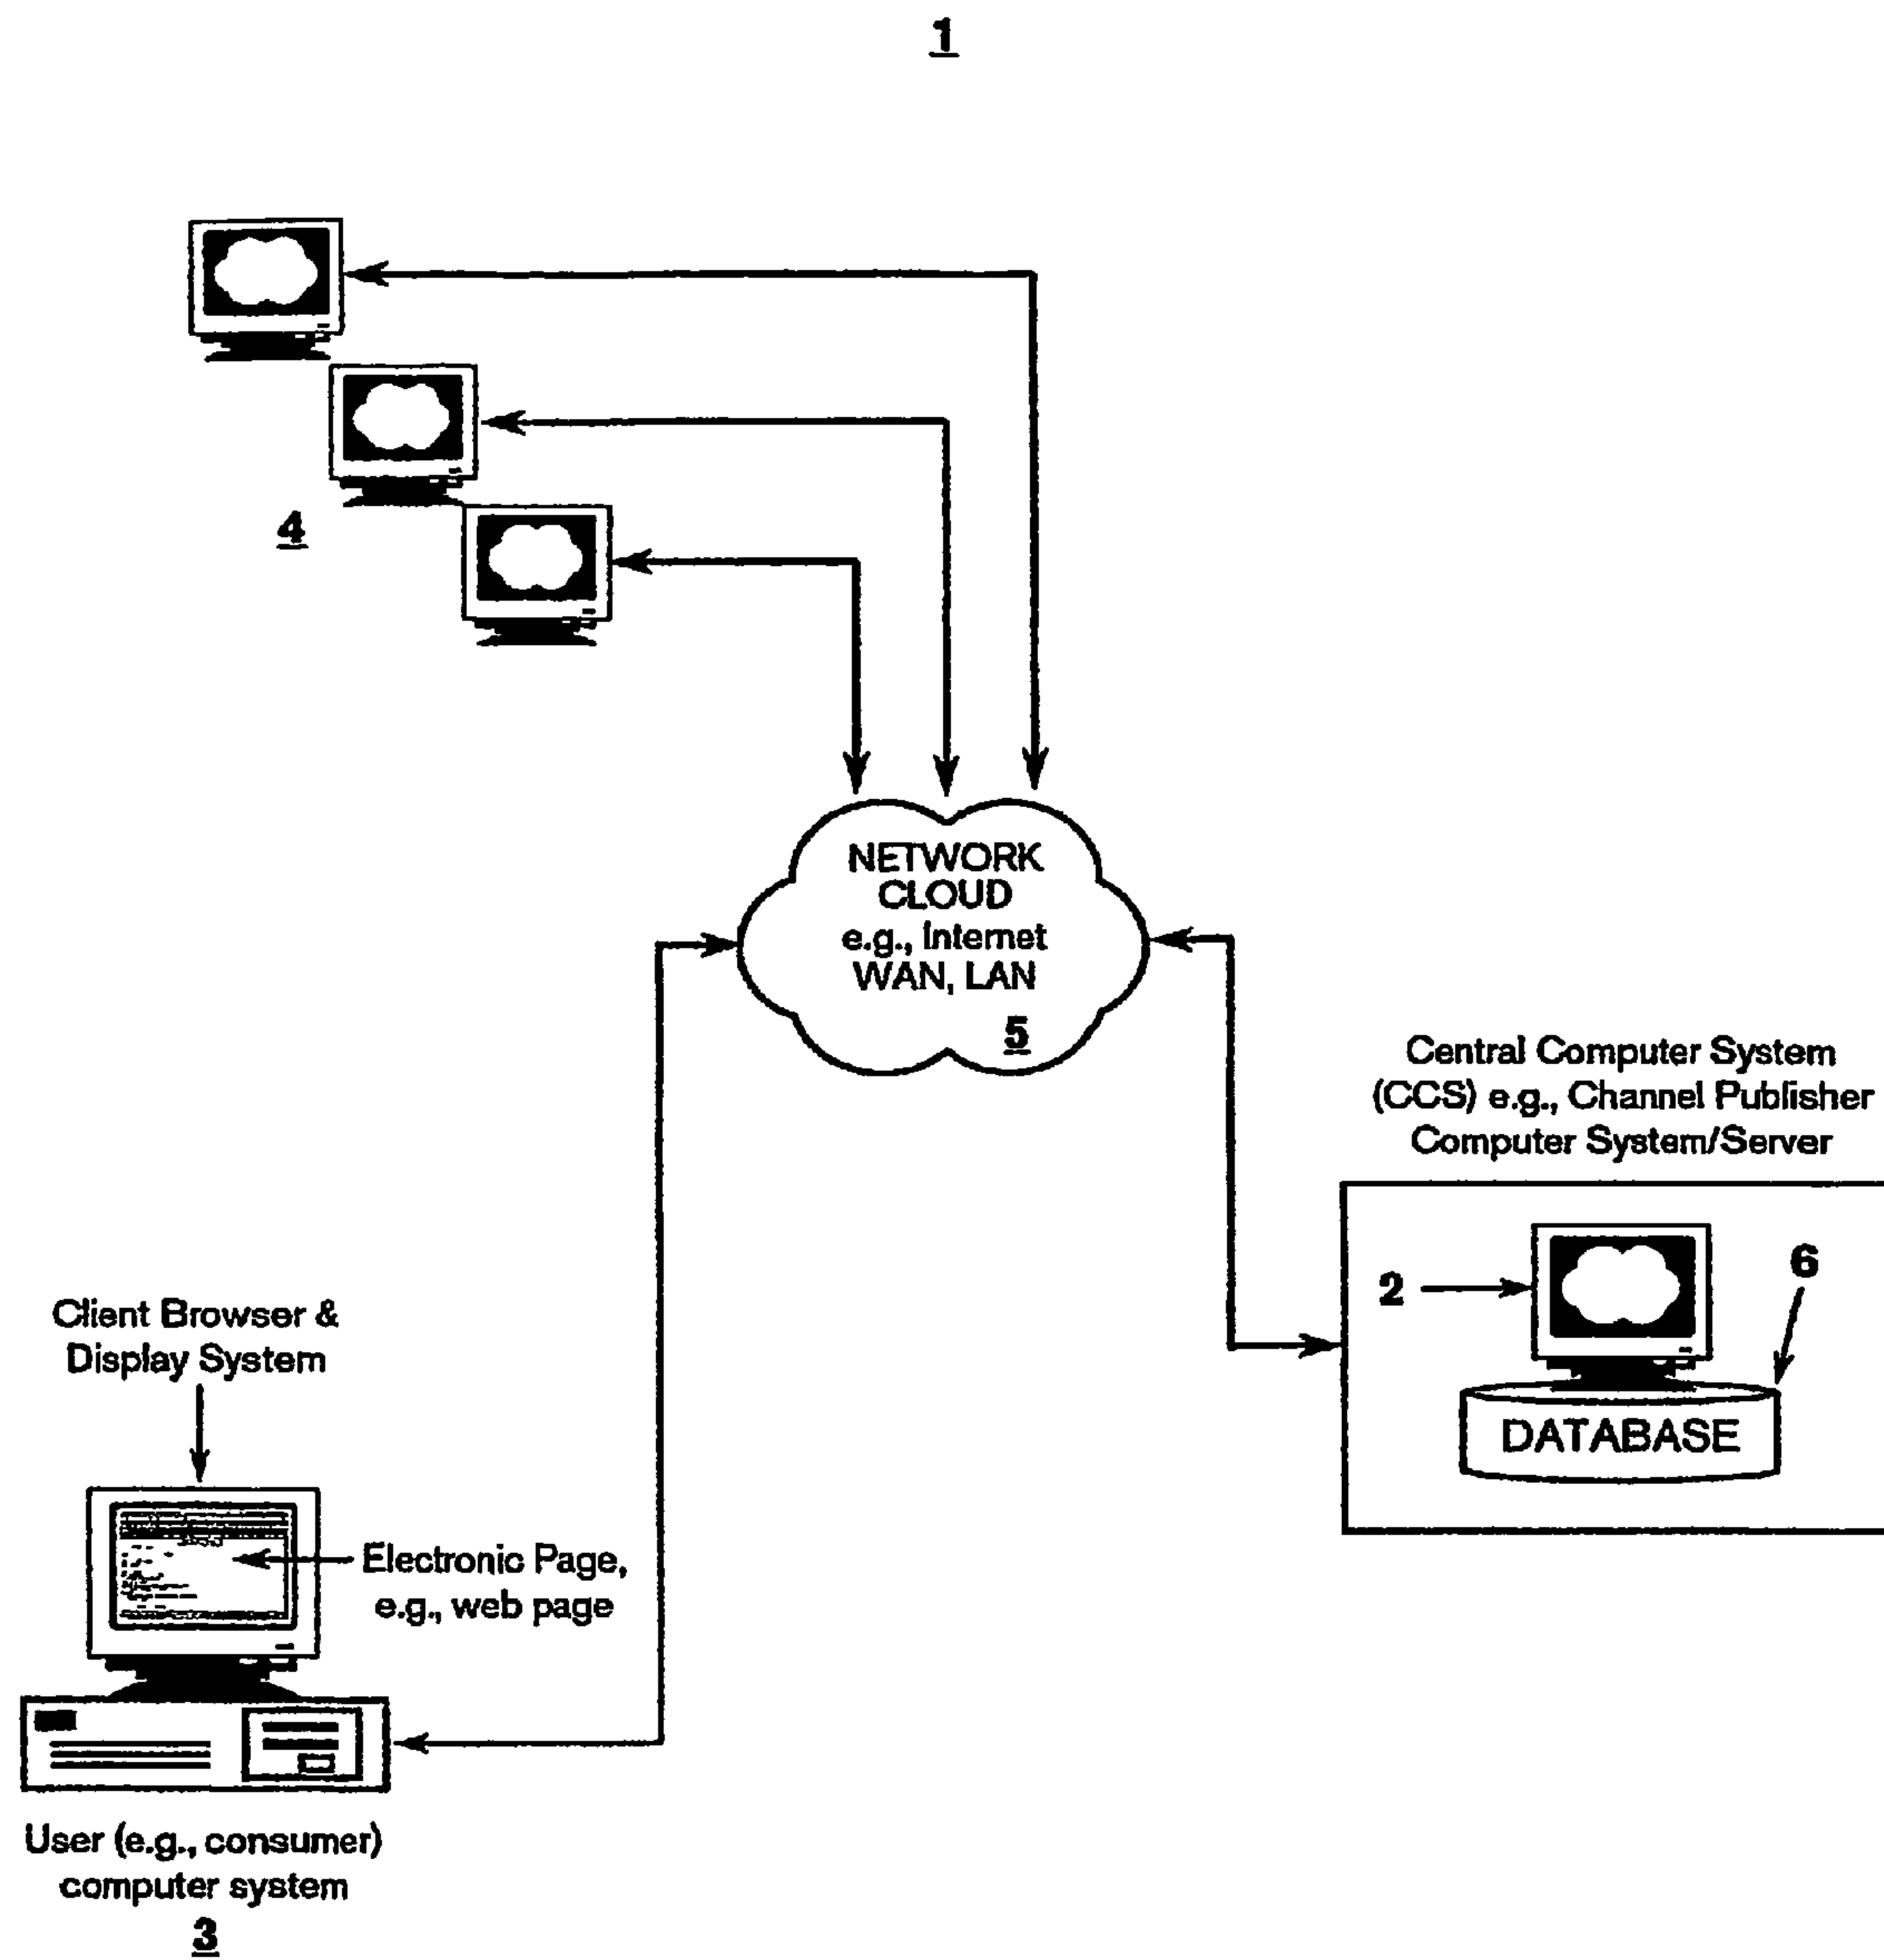 1
4
NETWORK
CLOUD
e.g., Internet
WAN, LAN
5
Central Computer System
(CCS) e.g., Channel Publisher
Computer System/Server
2
6
DATABASE
Client Browser &
Display System
Electronic Page,
e.g., web page
User (e.g., consumer)
computer system
3